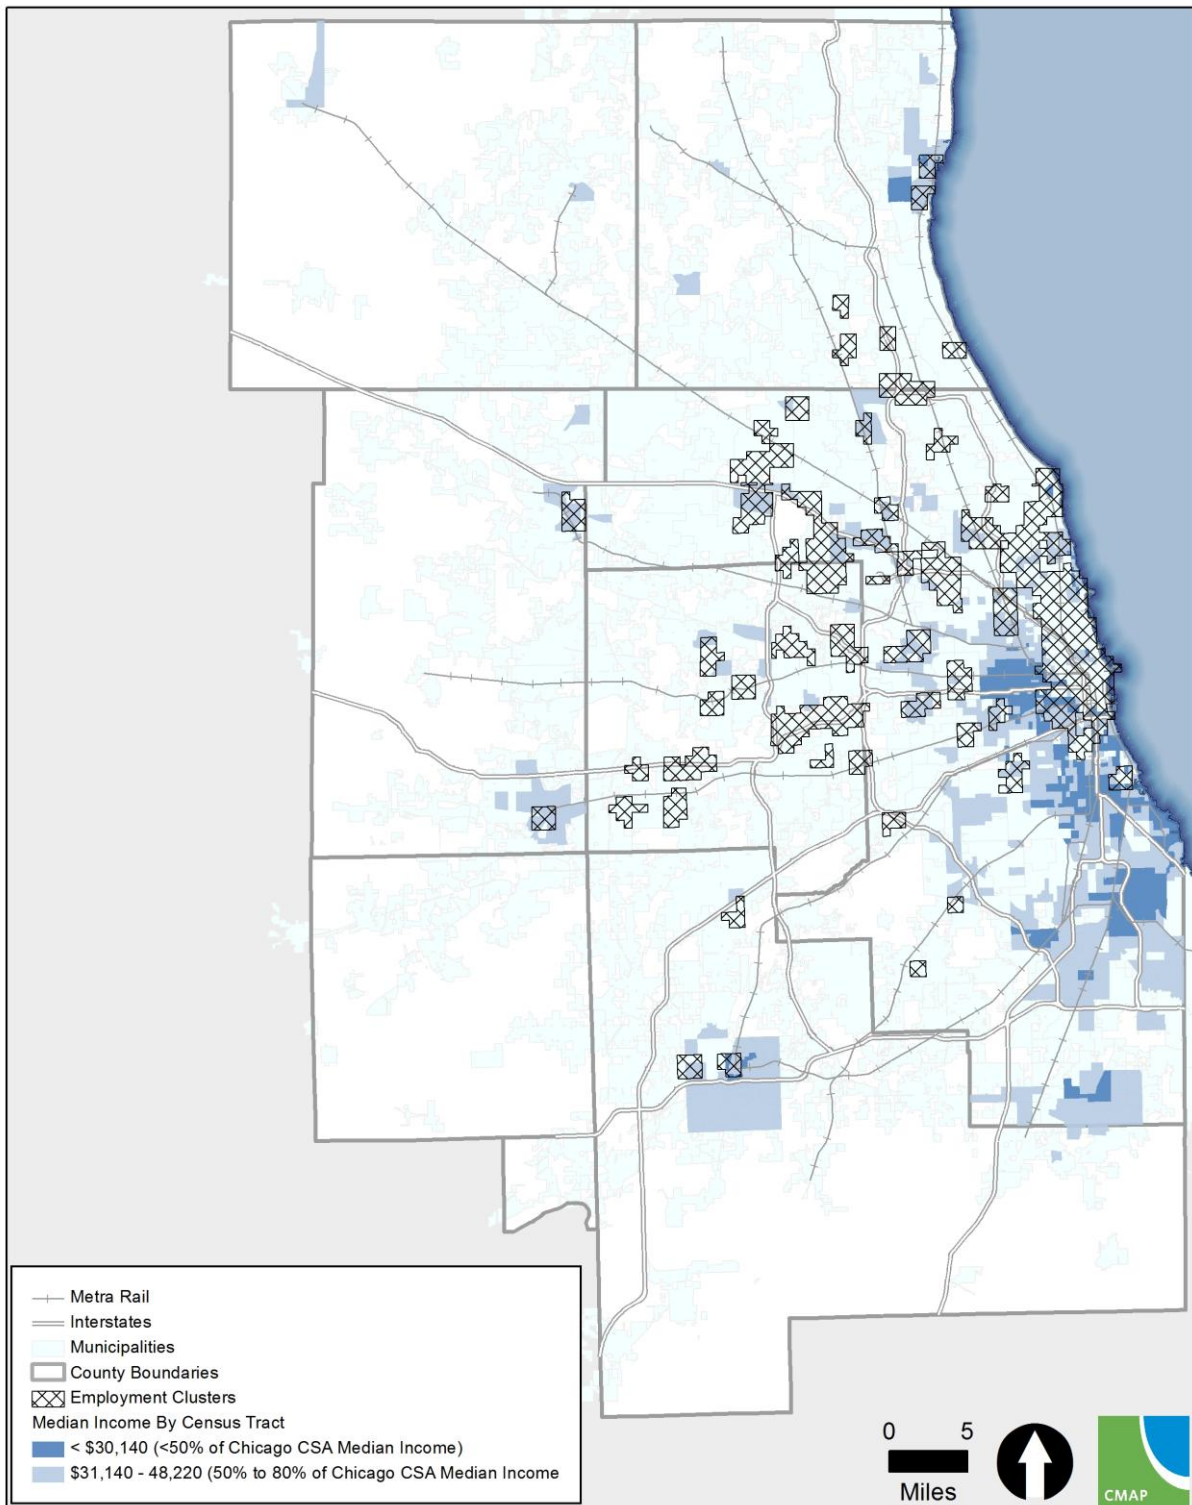 Metra Rail
Interstates
Municipalities
County Boundaries
Employment Clusters
Median Income By Census Tract
< $30,140 (<50% of Chicago CSA Median Income)
$31,140 - 48,220 (50% to 80% of Chicago CSA Median Income
0 5
Miles
CMAP